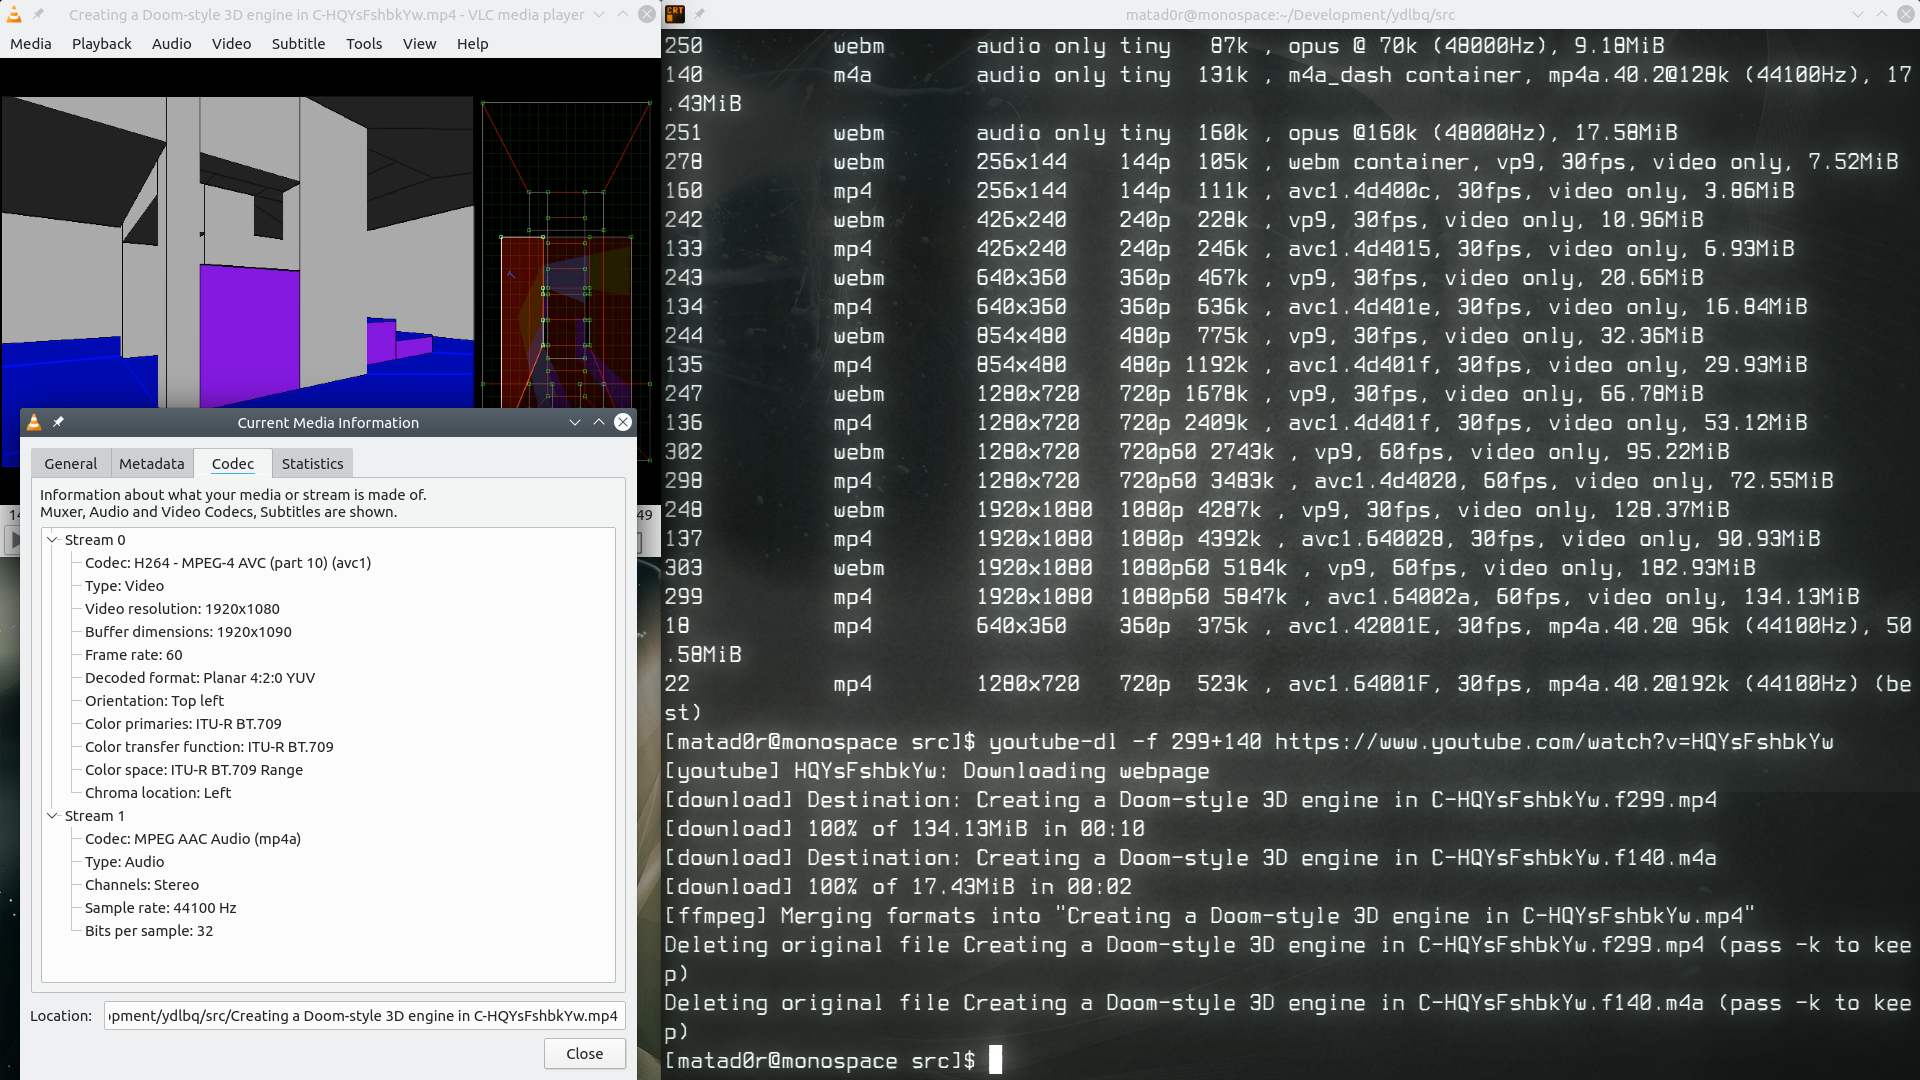 Creating a Doom-style 3D engine in C-HQYsFshbkYw.mp4 - VLC media player
Media Playback Audio Video Subtitle Tools View Help
49
Current Media Information
General Metadata Codec Statistics
Information about what your media or stream is made of.
Muxer, Audio and Video Codecs, Subtitles are shown.
Stream 0
Codec: H264 - MPEG-4 AVC (part 10) (avc1)
Type: Video
Video resolution: 1920x1080
Buffer dimensions: 1920x1090
Frame rate: 60
Decoded format: Planar 4:2:0 YUV
Orientation: Top left
Color primaries: ITU-R BT.709
Color transfer function: ITU-R BT.709
Color space: ITU-R BT.709 Range
Chroma location: Left
Stream 1
Codec: MPEG AAC Audio (mp4a)
Type: Audio
Channels: Stereo
Sample rate: 44100 Hz
Bits per sample: 32
Location: opment/ydlbq/src/Creating a Doom-style 3D engine in C-HQYsFshbkYw.mp4
Close
CRT
matad0r@monospace:~/Development/ydlbq/src
250 webm audio only tiny 87k , opus @ 70k (48000Hz), 9.18MiB
140 m4a audio only tiny 131k , m4a_dash container, mp4a.40.2@128k (44100Hz), 17
.43MiB
251 webm audio only tiny 160k , opus @160k (48000Hz), 17.58MiB
278 webm 256x144 144p 105k , webm container, vp9, 30fps, video only, 7.52MiB
160 mp4 256x144 144p 111k , avc1.4d400c, 30fps, video only, 3.86MiB
242 webm 426x240 240p 228k , vp9, 30fps, video only, 10.96MiB
133 mp4 426x240 240p 246k , avc1.4d4015, 30fps, video only, 6.93MiB
243 webm 640x360 360p 467k , vp9, 30fps, video only, 20.66MiB
134 mp4 640x360 360p 636k , avc1.4d401e, 30fps, video only, 16.84MiB
244 webm 854x480 480p 775k , vp9, 30fps, video only, 32.36MiB
135 mp4 854x480 480p 1192k , avc1.4d401f, 30fps, video only, 29.93MiB
247 webm 1280x720 720p 1678k , vp9, 30fps, video only, 66.78MiB
136 mp4 1280x720 720p 2409k , avc1.4d401f, 30fps, video only, 53.12MiB
302 webm 1280x720 720p60 2743k , vp9, 60fps, video only, 95.22MiB
298 mp4 1280x720 720p60 3483k , avc1.4d4020, 60fps, video only, 72.55MiB
248 webm 1920x1080 1080p 4287k , vp9, 30fps, video only, 128.37MiB
137 mp4 1920x1080 1080p 4392k , avc1.640028, 30fps, video only, 90.93MiB
303 webm 1920x1080 1080p60 5184k , vp9, 60fps, video only, 182.93MiB
299 mp4 1920x1080 1080p60 5847k , avc1.64002a, 60fps, video only, 134.13MiB
18 mp4 640x360 360p 375k , avc1.42001E, 30fps, mp4a.40.2@ 96k (44100Hz), 50
.58MiB
22 mp4 1280x720 720p 523k , avc1.64001F, 30fps, mp4a.40.2@192k (44100Hz) (be
st)
[matad0r@monospace src]$ youtube-dl -f 299+140 https://www.youtube.com/watch?v=HQYsFshbkYw
[youtube] HQYsFshbkYw: Downloading webpage
[download] Destination: Creating a Doom-style 3D engine in C-HQYsFshbkYw.f299.mp4
[download] 100% of 134.13MiB in 00:10
[download] Destination: Creating a Doom-style 3D engine in C-HQYsFshbkYw.f140.m4a
[download] 100% of 17.43MiB in 00:02
[ffmpeg] Merging formats into "Creating a Doom-style 3D engine in C-HQYsFshbkYw.mp4"
Deleting original file Creating a Doom-style 3D engine in C-HQYsFshbkYw.f299.mp4 (pass -k to kee
p)
Deleting original file Creating a Doom-style 3D engine in C-HQYsFshbkYw.f140.m4a (pass -k to kee
p)
[matad0r@monospace src]$